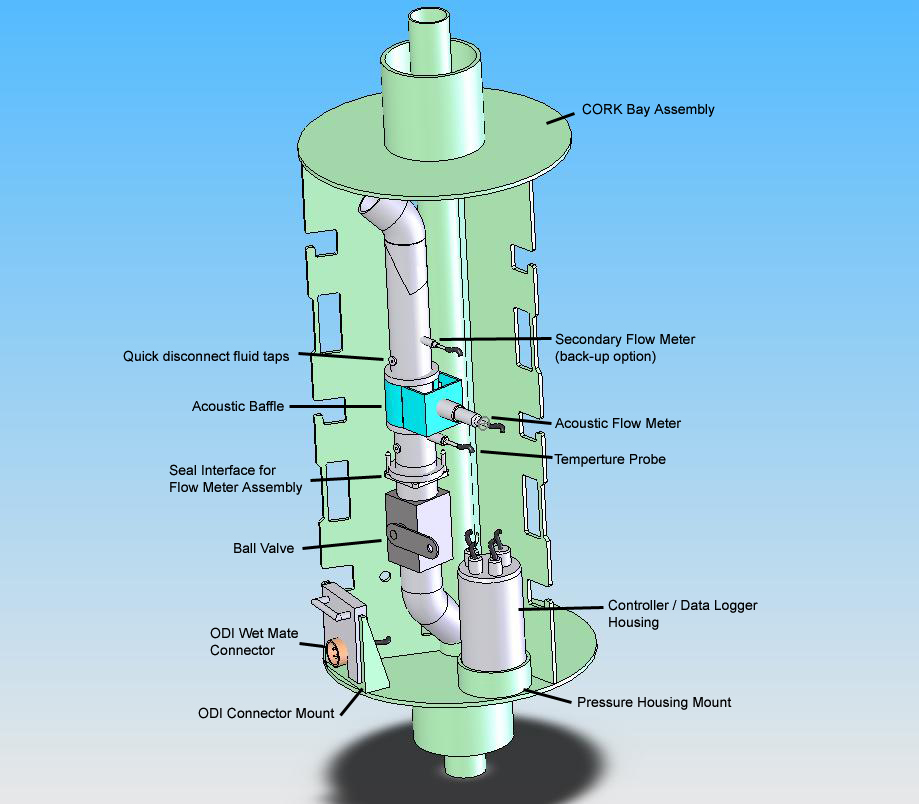 CORK Bay Assembly
Secondary Flow Meter
(back-up option)
Quick disconnect fluid taps
Acoustic Baffle
Acoustic Flow Meter
Temperture Probe
Seal Interface for
Flow Meter Assembly
Ball Valve
Controller / Data Logger
Housing
ODI Wet Mate
Connector
Pressure Housing Mount
ODI Connector Mount